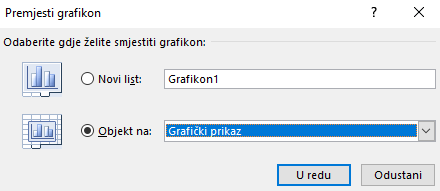 Premjesti grafikon
?
Odaberite gdje želite smjestiti grafikon:
Novi list: Grafikon1
Objekt na: Grafički prikaz
U redu Odustani